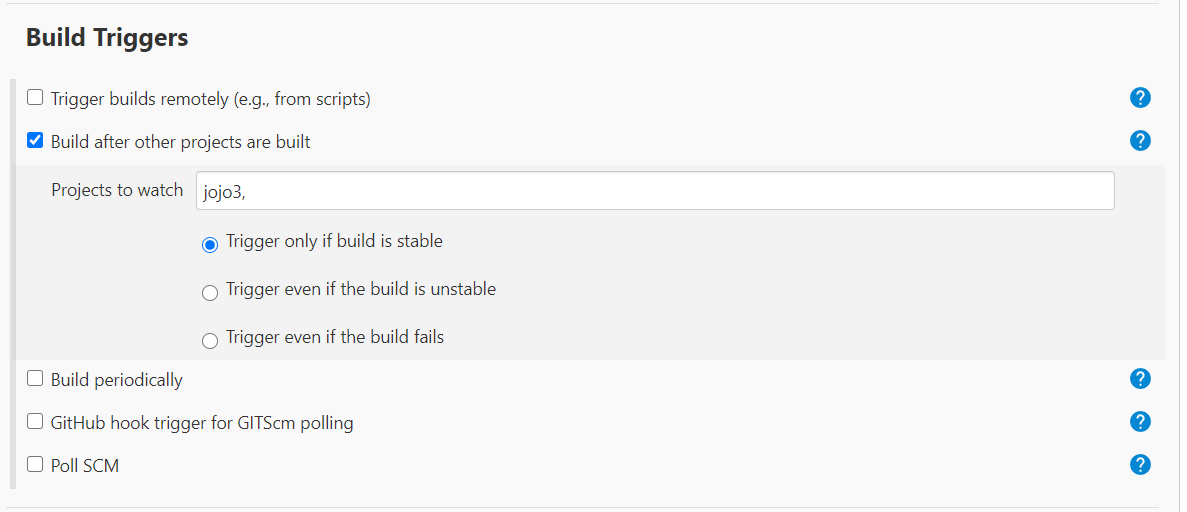 Build Triggers
Trigger builds remotely (e.g., from scripts)
?
Build after other projects are built
?
Projects to watch jojo3,
Trigger only if build is stable
Trigger even if the build is unstable
Trigger even if the build fails
Build periodically
?
GitHub hook trigger for GITScm polling
?
Poll SCM
?